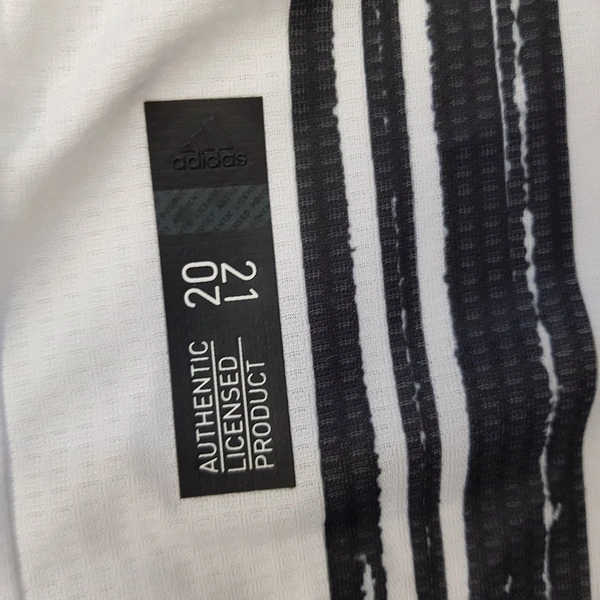 adidas
20
21
AUTHENTIC
LICENSED
PRODUCT